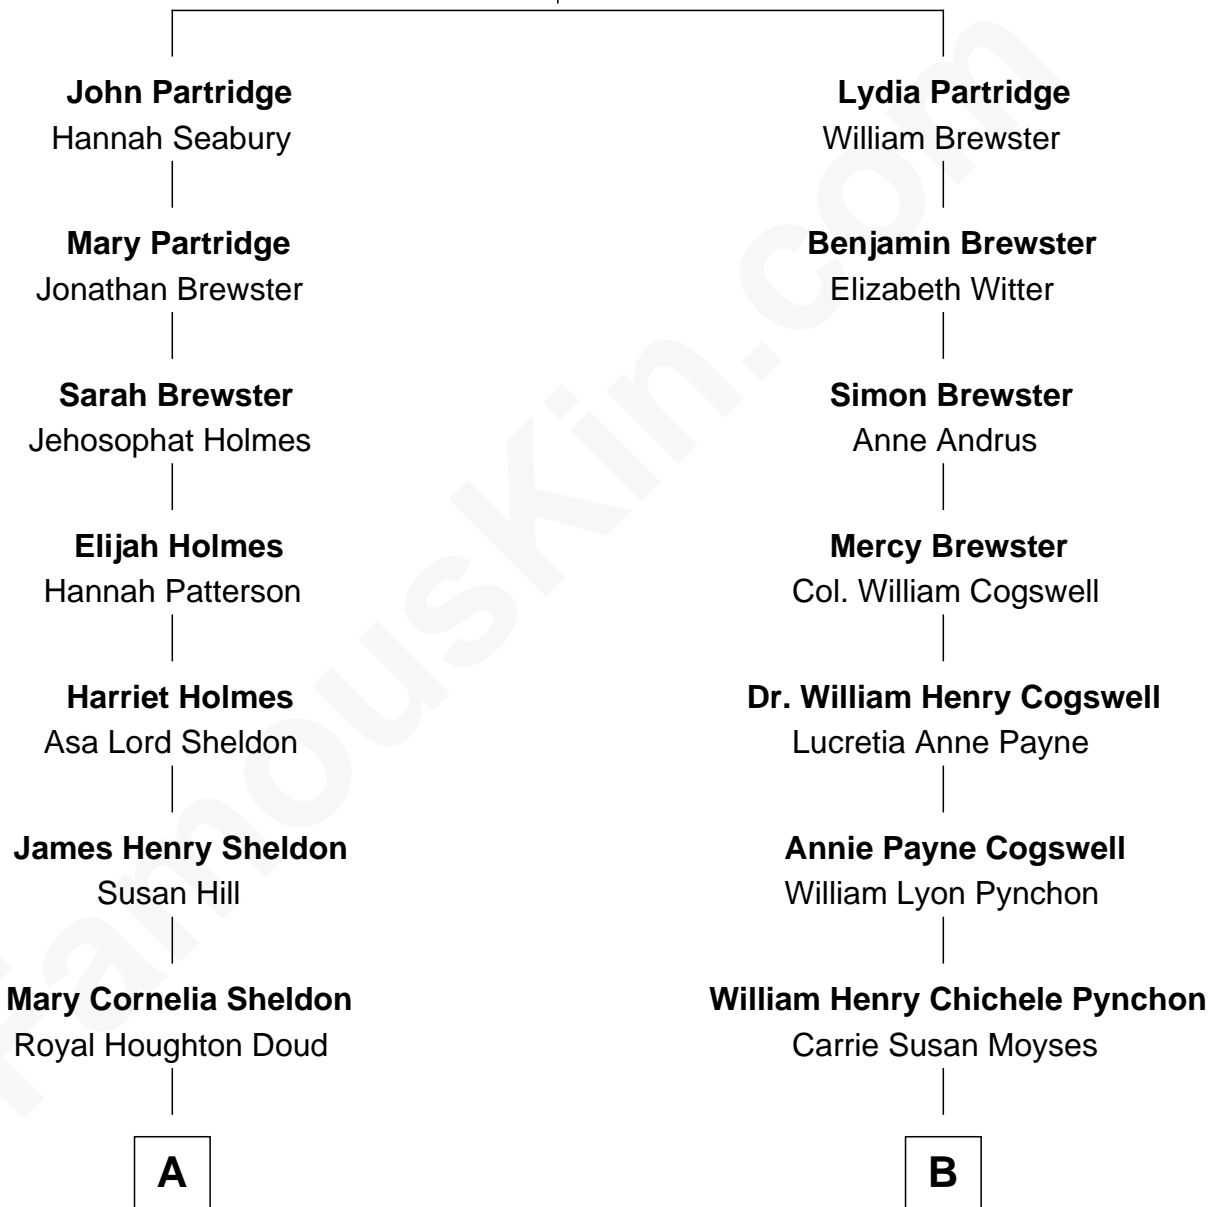 John Partridge
Hannah Seabury
Mary Partridge
Jonathan Brewster
Sarah Brewster
Jehosophat Holmes
Elijah Holmes
Hannah Patterson
Harriet Holmes
Asa Lord Sheldon
James Henry Sheldon
Susan Hill
Mary Cornelia Sheldon
Royal Houghton Doud
A
Lydia Partridge
William Brewster
Benjamin Brewster
Elizabeth Witter
Simon Brewster
Anne Andrus
Mercy Brewster
Col. William Cogswell
Dr. William Henry Cogswell
Lucretia Anne Payne
Annie Payne Cogswell
William Lyon Pynchon
William Henry Chichele Pynchon
Carrie Susan Moyses
B
FamousKin.com